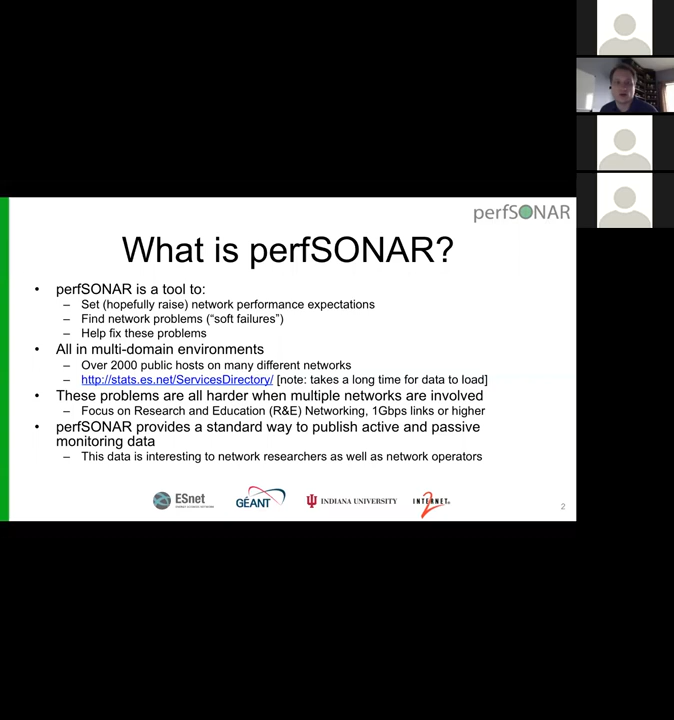 perfSONAR
What is perfSONAR?
• perfSONAR is a tool to:
– Set (hopefully raise) network performance expectations
– Find network problems (“soft failures”)
– Help fix these problems
• All in multi-domain environments
– Over 2000 public hosts on many different networks
– http://stats.es.net/ServicesDirectory/ [note: takes a long time for data to load]
• These problems are all harder when multiple networks are involved
– Focus on Research and Education (R&E) Networking, 1Gbps links or higher
• perfSONAR provides a standard way to publish active and passive
monitoring data
– This data is interesting to network researchers as well as network operators
ESnet
GÉANT
INDIANA UNIVERSITY
INTERNET2
2